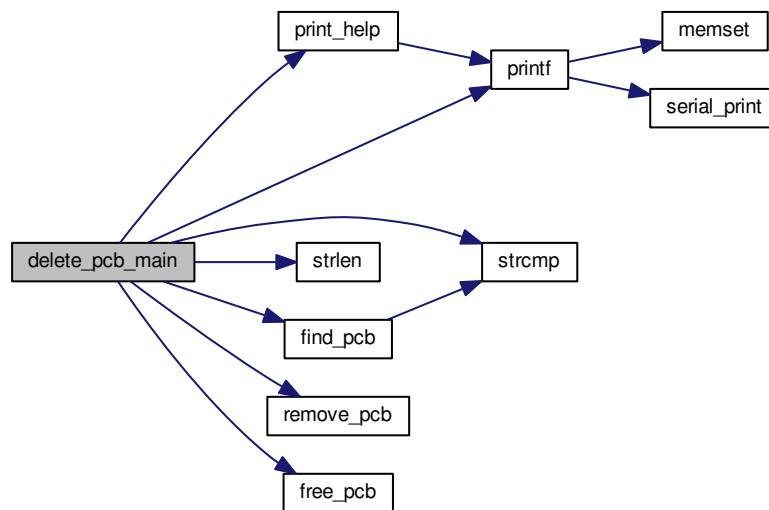 print_help
memset
printf
serial_print
delete_pcb_main
strlen
strcmp
find_pcb
remove_pcb
free_pcb